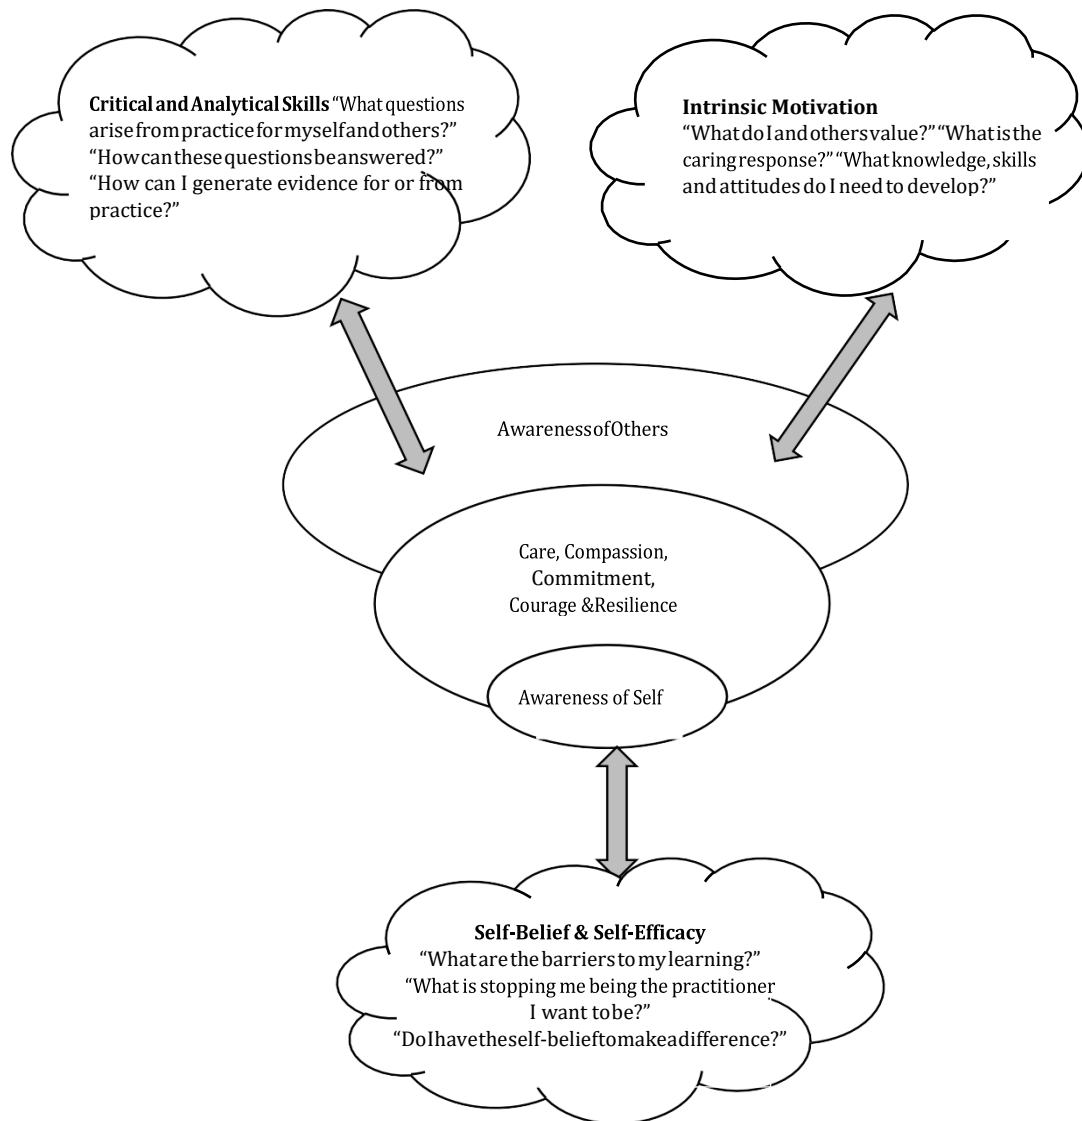 Critical and Analytical Skills “What questions
arise from practice for myself and others?”
“How can these questions be answered?”
“How can I generate evidence for or from
practice?”
Intrinsic Motivation
“What do I and others value?” “What is the
caring response?” “What knowledge, skills
and attitudes do I need to develop?”
Awareness of Others
Care, Compassion,
Commitment,
Courage & Resilience
Awareness of Self
Self-Belief & Self-Efficacy
“What are the barriers to my learning?”
“What is stopping me being the practitioner
I want to be?”
“Do I have the self-belief to make a difference?”